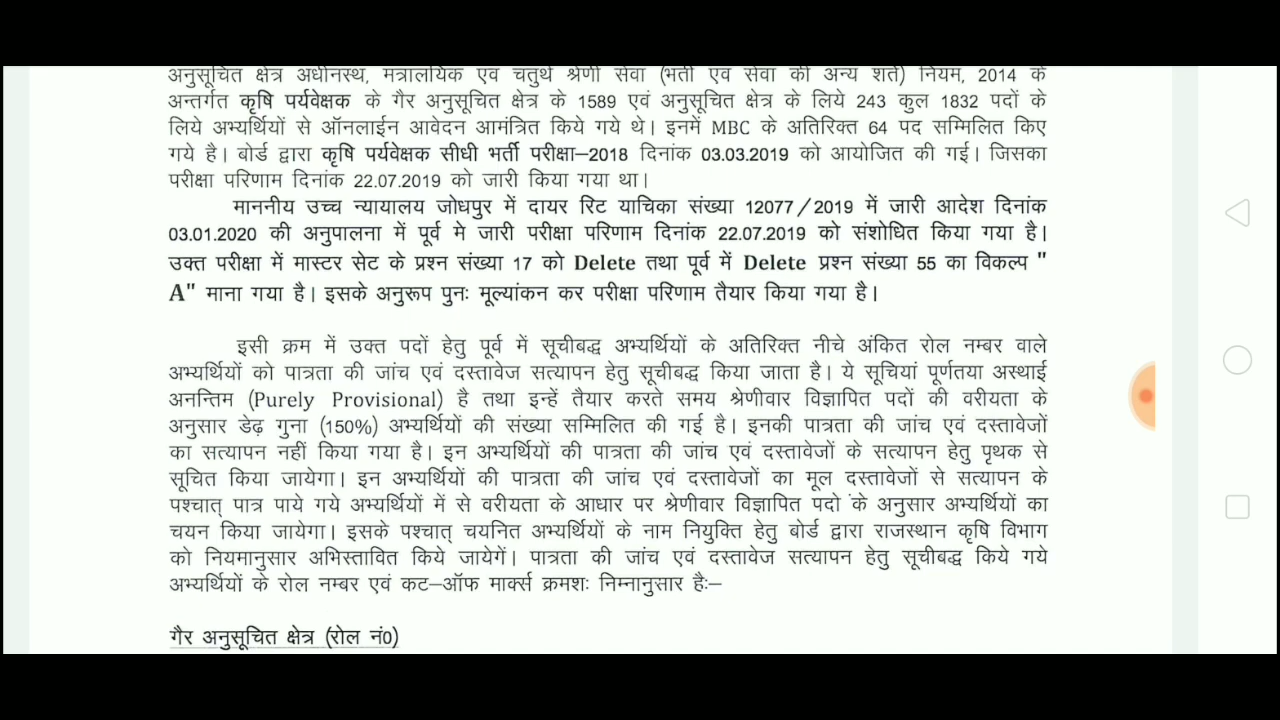 अनुसूचित क्षेत्र अधीनस्थ, मंत्रालयिक एवं चतुर्थ श्रेणी सेवा (भर्ती एवं सेवा की अन्य शर्तें) नियम, 2014 के
अन्तर्गत कृषि पर्यवेक्षक के गैर अनुसूचित क्षेत्र के 1589 एवं अनुसूचित क्षेत्र के लिये 243 कुल 1832 पदों के
लिये अभ्यर्थियों से ऑनलाईन आवेदन आमंत्रित किये गये थे। इनमें MBC के अतिरिक्त 64 पद सम्मिलित किए
गये है। बोर्ड द्वारा कृषि पर्यवेक्षक सीधी भर्ती परीक्षा–2018 दिनांक 03.03.2019 को आयोजित की गई। जिसका
परीक्षा परिणाम दिनांक 22.07.2019 को जारी किया गया था।
माननीय उच्च न्यायालय जोधपुर में दायर रिट याचिका संख्या 12077/2019 में जारी आदेश दिनांक
03.01.2020 की अनुपालना में पूर्व मे जारी परीक्षा परिणाम दिनांक 22.07.2019 को संशोधित किया गया है।
उक्त परीक्षा में मास्टर सेट के प्रश्न संख्या 17 को Delete तथा पूर्व में Delete प्रश्न संख्या 55 का विकल्प "
A" माना गया है। इसके अनुरूप पुनः मूल्यांकन कर परीक्षा परिणाम तैयार किया गया है।
इसी क्रम में उक्त पदों हेतु पूर्व में सूचीबद्ध अभ्यर्थियों के अतिरिक्त नीचे अंकित रोल नम्बर वाले
अभ्यर्थियों को पात्रता की जांच एवं दस्तावेज सत्यापन हेतु सूचीबद्ध किया जाता है। ये सूचियां पूर्णतया अस्थाई
अनन्तिम (Purely Provisional) है तथा इन्हें तैयार करते समय श्रेणीवार विज्ञापित पदों की वरीयता के
अनुसार डेढ़ गुना (150%) अभ्यर्थियों की संख्या सम्मिलित की गई है। इनकी पात्रता की जांच एवं दस्तावेजों
का सत्यापन नहीं किया गया है। इन अभ्यर्थियों की पात्रता की जांच एवं दस्तावेजों के सत्यापन हेतु पृथक से
सूचित किया जायेगा। इन अभ्यर्थियों की पात्रता की जांच एवं दस्तावेजों का मूल दस्तावेजों से सत्यापन के
पश्चात् पात्र पाये गये अभ्यर्थियों में से वरीयता के आधार पर श्रेणीवार विज्ञापित पदो के अनुसार अभ्यर्थियों का
चयन किया जायेगा। इसके पश्चात् चयनित अभ्यर्थियों के नाम नियुक्ति हेतु बोर्ड द्वारा राजस्थान कृषि विभाग
को नियमानुसार अभिस्तावित किये जायेगें। पात्रता की जांच एवं दस्तावेज सत्यापन हेतु सूचीबद्ध किये गये
अभ्यर्थियों के रोल नम्बर एवं कट–ऑफ मार्क्स क्रमशः निम्नानुसार हैः–
गैर अनुसूचित क्षेत्र (रोल नं0)